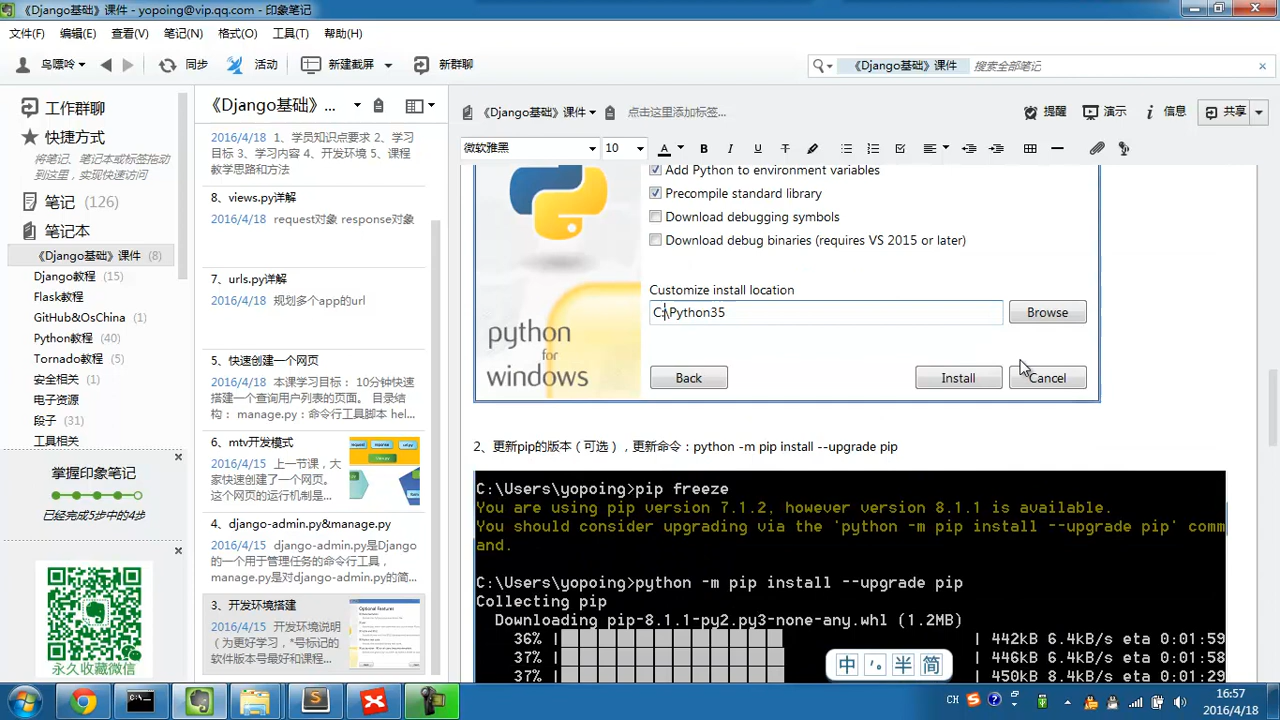 《Django基础》课件 - yopoing@vip.qq.com - 印象笔记
文件(F) 编辑(E) 查看(V) 笔记(N) 格式(O) 工具(T) 帮助(H)
鸟嘌呤 同步 活动 新建截屏 新群聊
《Django基础》课件 搜索全部笔记
工作群聊
快捷方式
将笔记、笔记本或标签拖动
到这里，实现快速访问
笔记 (126)
笔记本
《Django基础》课件 (8)
Django教程 (15)
Flask教程
GitHub&OsChina (1)
Python教程 (40)
Tornado教程 (5)
安全相关 (1)
电子资源
段子 (31)
工具相关
掌握印象笔记
已经完成5步中的4步
永久收藏微信
《Django基础》...
2016/4/18 1、学员知识点要求 2、学习
目标 3、学习内容 4、开发环境 5、课程
教学思路和方法
8、views.py详解
2016/4/18 request对象 response对象
7、urls.py详解
2016/4/18 规划多个app的url
5、快速创建一个网页
2016/4/18 本课学习目标： 10分钟快速
搭建一个查询用户列表的页面。 目录结
构： manage.py：命令行工具脚本 hel...
6、mtv开发模式
2016/4/15 上一节课，大
家快速创建了一个网页。
这个网页的运行机制是...
4、django-admin.py&manage.py
2016/4/15 django-admin.py是Django
的一个用于管理任务的命令行工具，
manage.py是对django-admin.py的简...
3、开发环境搭建
2016/4/15 开发环境说明
（为更好学习，*号标记的
软件版本号最好和课程...
《Django基础》课件 点击这里添加标签...
提醒 演示 信息 共享
微软雅黑 10 A B I U T
Add Python to environment variables
Precompile standard library
Download debugging symbols
Download debug binaries (requires VS 2015 or later)
Customize install location
C:\Python35 Browse
python
for
windows
Back Install Cancel
2、更新pip的版本（可选），更新命令：python -m pip install --upgrade pip
C:\Users\yopoing>pip freeze
You are using pip version 7.1.2, however version 8.1.1 is available.
You should consider upgrading via the 'python -m pip install --upgrade pip' comm
and.
C:\Users\yopoing>python -m pip install --upgrade pip
Collecting pip
Downloading pip-8.1.1-py2.py3-none-any.whl (1.2MB)
36% | | 442kB 6.4kB/s eta 0:01:53
37% | | 446kB 6.4kB/s eta 0:01:58
37% | | 450kB 8.4kB/s eta 0:01:29
中 半 简
CH
16:57
2016/4/18